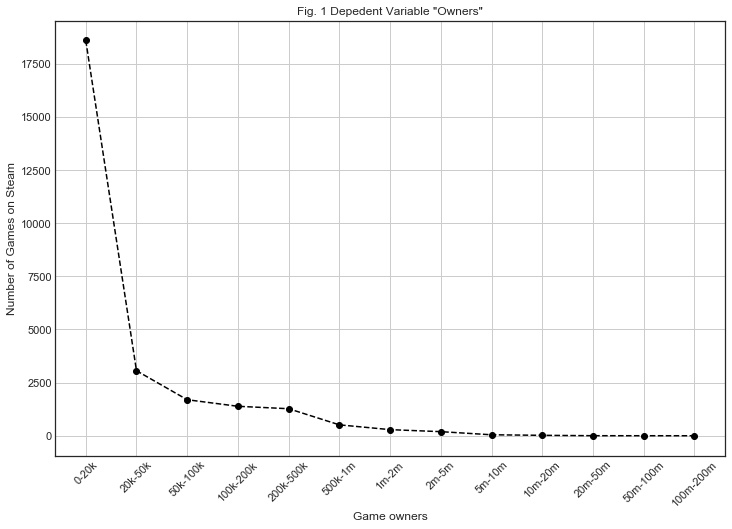 Fig. 1 Depedent Variable "Owners"
Number of Games on Steam
17500
15000
12500
10000
7500
5000
2500
0
0-20k
20k-50k
50k-100k
100k-200k
200k-500k
500k-1m
1m-2m
2m-5m
5m-10m
10m-20m
20m-50m
50m-100m
100m-200m
Game owners